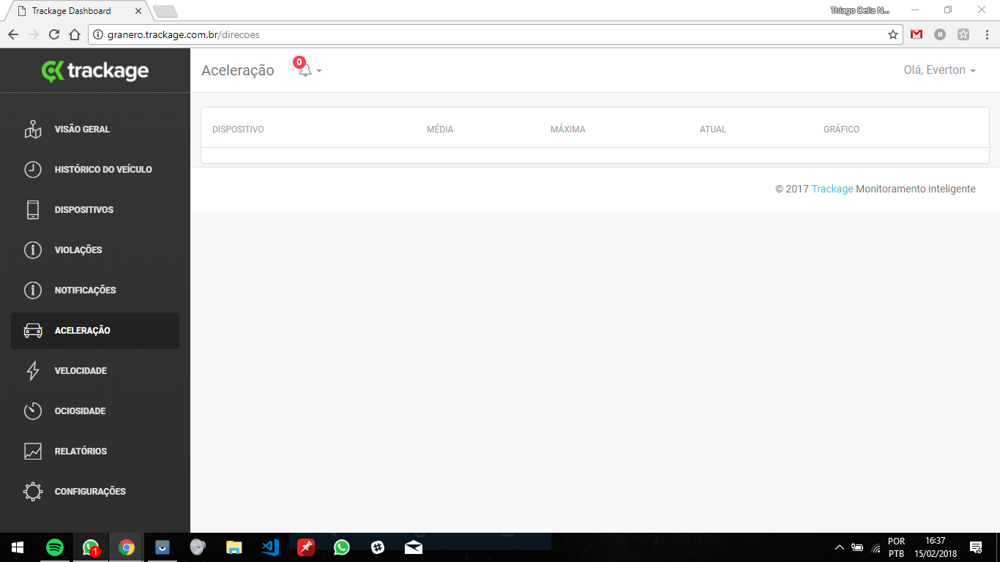 Trackage Dashboard
Thiago Della N...
granero.trackage.com.br/direcoes
trackage
Aceleração
0
Olá, Everton
VISÃO GERAL
HISTÓRICO DO VEÍCULO
DISPOSITIVOS
VIOLAÇÕES
NOTIFICAÇÕES
ACELERAÇÃO
VELOCIDADE
OCIOSIDADE
RELATÓRIOS
CONFIGURAÇÕES
DISPOSITIVO MÉDIA MÁXIMA ATUAL GRÁFICO
© 2017 Trackage Monitoramento inteligente
1
POR
PTB
16:37
15/02/2018